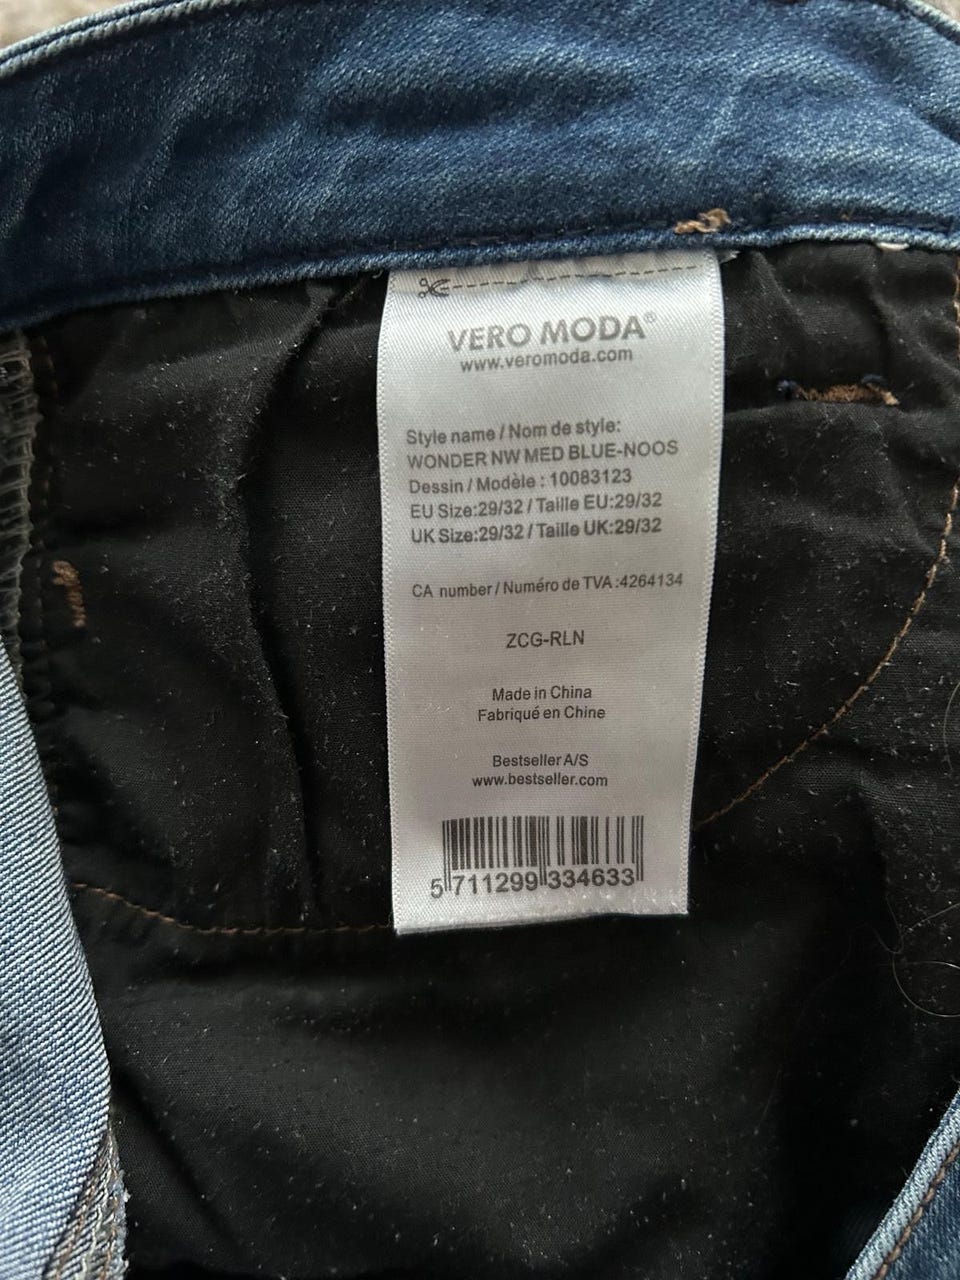 VERO MODA®
www.veromoda.com
Style name / Nom de style:
WONDER NW MED BLUE-NOOS
Dessin / Modèle : 10083123
EU Size:29/32 / Taille EU:29/32
UK Size:29/32 / Taille UK:29/32
CA number / Numéro de TVA :4264134
ZCG-RLN
Made in China
Fabriqué en Chine
Bestseller A/S
www.bestseller.com
5 711299 334633